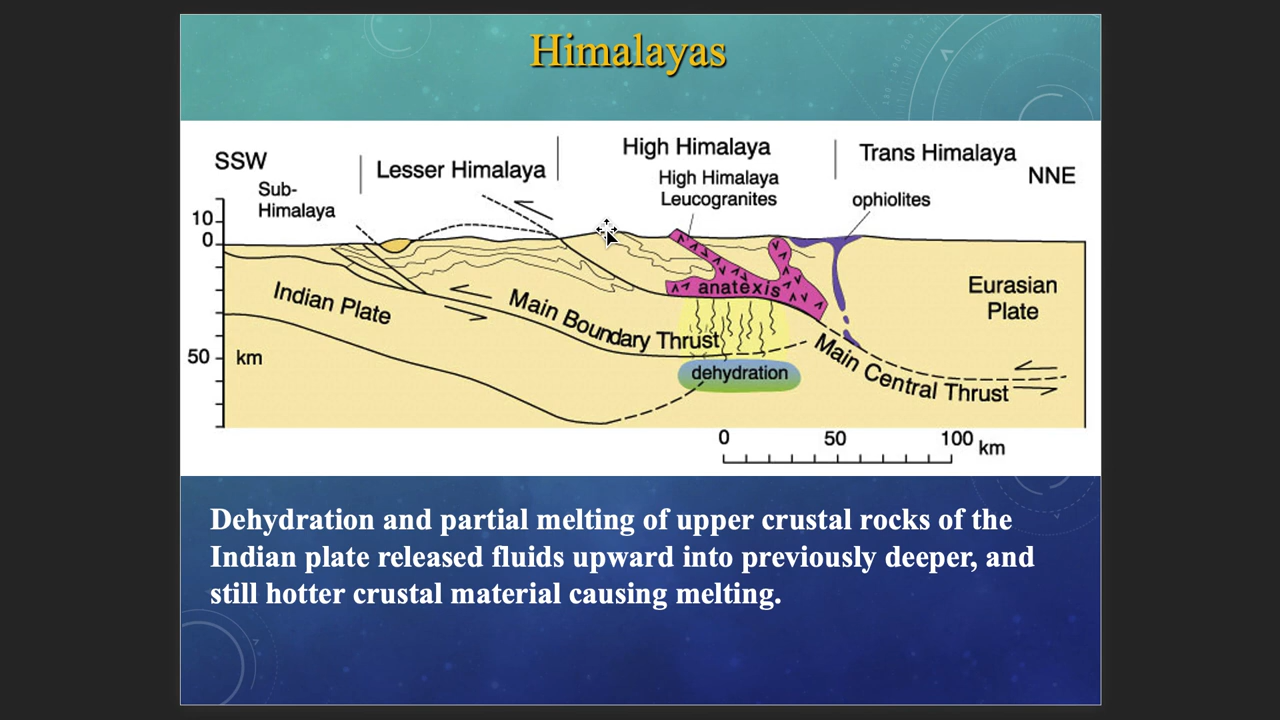 Himalayas
SSW
Sub-
Himalaya
Lesser Himalaya
High Himalaya
High Himalaya
Leucogranites
Trans Himalaya
NNE
ophiolites
10
0
50
km
Indian Plate
Main Boundary Thrust
anatexis
dehydration
Main Central Thrust
Eurasian
Plate
0 50 100 km
Dehydration and partial melting of upper crustal rocks of the
Indian plate released fluids upward into previously deeper, and
still hotter crustal material causing melting.